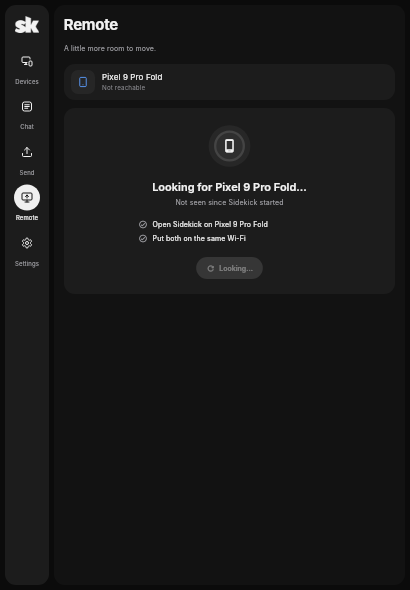 sk
Remote
A little more room to move.
Devices
Chat
Send
Remote
Settings
Pixel 9 Pro Fold
Not reachable
Looking for Pixel 9 Pro Fold...
Not seen since Sidekick started
Open Sidekick on Pixel 9 Pro Fold
Put both on the same Wi-Fi
Looking...